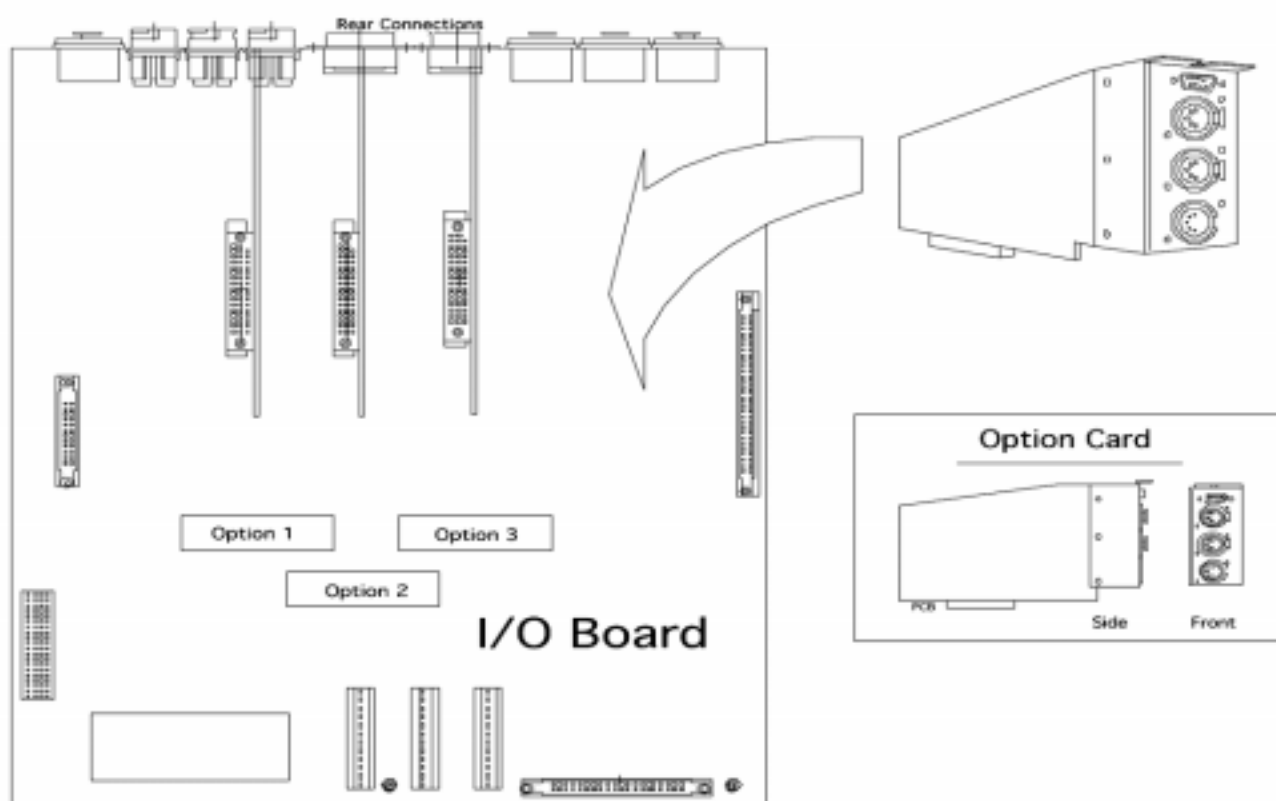 Rear Connections
Option Card
Option 1
Option 3
Option 2
I/O Board
PCB
Side
Front